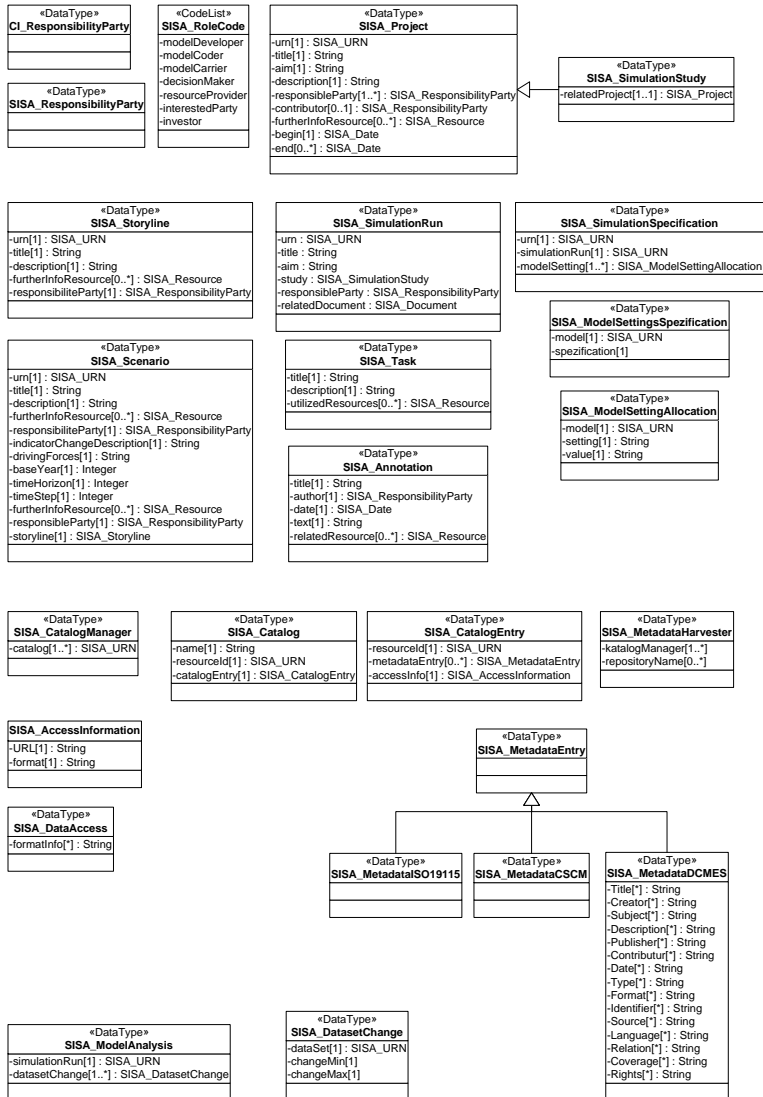 «DataType»
CI_ResponsibilityParty
«DataType»
SISA_ResponsibilityParty
«CodeList»
SISA_RoleCode
-modelDeveloper
-modelCoder
-modelCarrier
-decisionMaker
-resourceProvider
-interestedParty
-investor
«DataType»
SISA_Project
-urn[1] : SISA_URN
-title[1] : String
-aim[1] : String
-description[1] : String
-responsibleParty[1..*] : SISA_ResponsibilityParty
-contributor[0..1] : SISA_ResponsibilityParty
-furtherInfoResource[0..*] : SISA_Resource
-begin[1] : SISA_Date
-end[0..*] : SISA_Date
«DataType»
SISA_SimulationStudy
-relatedProject[1..1] : SISA_Project
«DataType»
SISA_Storyline
-urn[1] : SISA_URN
-title[1] : String
-description[1] : String
-furtherInfoResource[0..*] : SISA_Resource
-responsibiliteParty[1] : SISA_ResponsibilityParty
«DataType»
SISA_SimulationRun
-urn : SISA_URN
-title : String
-aim : String
-study : SISA_SimulationStudy
-responsibleParty : SISA_ResponsibilityParty
-relatedDocument : SISA_Document
«DataType»
SISA_SimulationSpecification
-urn[1] : SISA_URN
-simulationRun[1] : SISA_URN
-modelSetting[1..*] : SISA_ModelSettingAllocation
«DataType»
SISA_ModelSettingsSpezification
-model[1] : SISA_URN
-spezification[1]
«DataType»
SISA_Scenario
-urn[1] : SISA_URN
-title[1] : String
-description[1] : String
-furtherInfoResource[0..*] : SISA_Resource
-responsibiliteParty[1] : SISA_ResponsibilityParty
-indicatorChangeDescription[1] : String
-drivingForces[1] : String
-baseYear[1] : Integer
-timeHorizon[1] : Integer
-timeStep[1] : Integer
-furtherInfoResource[0..*] : SISA_Resource
-responsibleParty[1] : SISA_ResponsibilityParty
-storyline[1] : SISA_Storyline
«DataType»
SISA_Task
-title[1] : String
-description[1] : String
-utilizedResources[0..*] : SISA_Resource
«DataType»
SISA_ModelSettingAllocation
-model[1] : SISA_URN
-setting[1] : String
-value[1] : String
«DataType»
SISA_Annotation
-title[1] : String
-author[1] : SISA_ResponsibilityParty
-date[1] : SISA_Date
-text[1] : String
-relatedResource[0..*] : SISA_Resource
«DataType»
SISA_CatalogManager
-catalog[1..*] : SISA_URN
«DataType»
SISA_Catalog
-name[1] : String
-resourceId[1] : SISA_URN
-catalogEntry[1] : SISA_CatalogEntry
«DataType»
SISA_CatalogEntry
-resourceId[1] : SISA_URN
-metadataEntry[0..*] : SISA_MetadataEntry
-accessInfo[1] : SISA_AccessInformation
«DataType»
SISA_MetadataHarvester
-katalogManager[1..*]
-repositoryName[0..*]
SISA_AccessInformation
-URL[1] : String
-format[1] : String
«DataType»
SISA_MetadataEntry
«DataType»
SISA_DataAccess
-formatInfo[*] : String
«DataType»
SISA_MetadataISO19115
«DataType»
SISA_MetadataCSCM
«DataType»
SISA_MetadataDCMES
-Title[*] : String
-Creator[*] : String
-Subject[*] : String
-Description[*] : String
-Publisher[*] : String
-Contributur[*] : String
-Date[*] : String
-Type[*] : String
-Format[*] : String
-Identifier[*] : String
-Source[*] : String
-Language[*] : String
-Relation[*] : String
-Coverage[*] : String
-Rights[*] : String
«DataType»
SISA_ModelAnalysis
-simulationRun[1] : SISA_URN
-datasetChange[1..*] : SISA_DatasetChange
«DataType»
SISA_DatasetChange
-dataSet[1] : SISA_URN
-changeMin[1]
-changeMax[1]